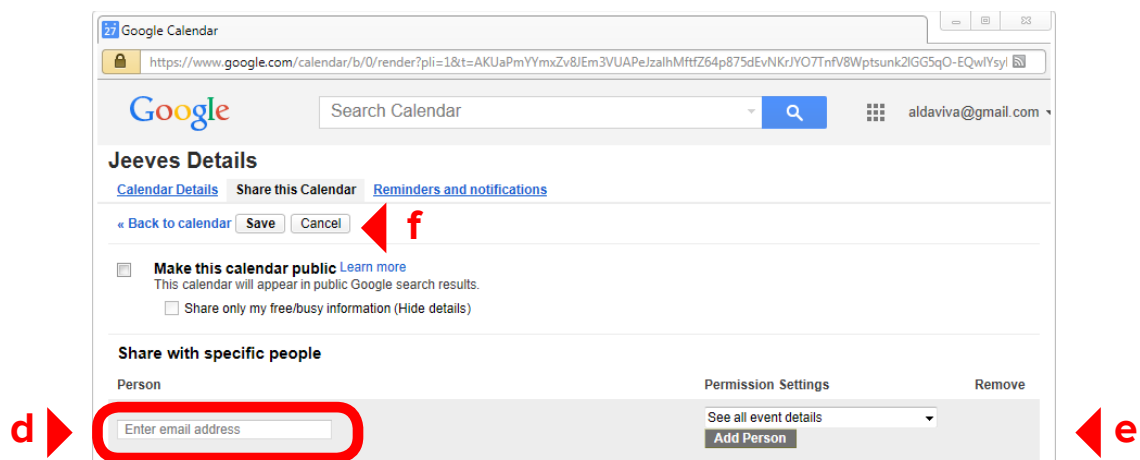 27 Google Calendar
https://www.google.com/calendar/b/0/render?pli=1&t=AKUaPmYYmxZv8JEm3VUAPeJzalhMftfZ64p875dEvNKrJYO7TnfV8Wptsunk2lGG5qO-EQwlYsyl
Google Search Calendar aldaviva@gmail.com
Jeeves Details
Calendar Details Share this Calendar Reminders and notifications
« Back to calendar Save Cancel f
Make this calendar public Learn more
This calendar will appear in public Google search results.
Share only my free/busy information (Hide details)
Share with specific people
Person Permission Settings Remove
See all event details
d Enter email address e
Add Person